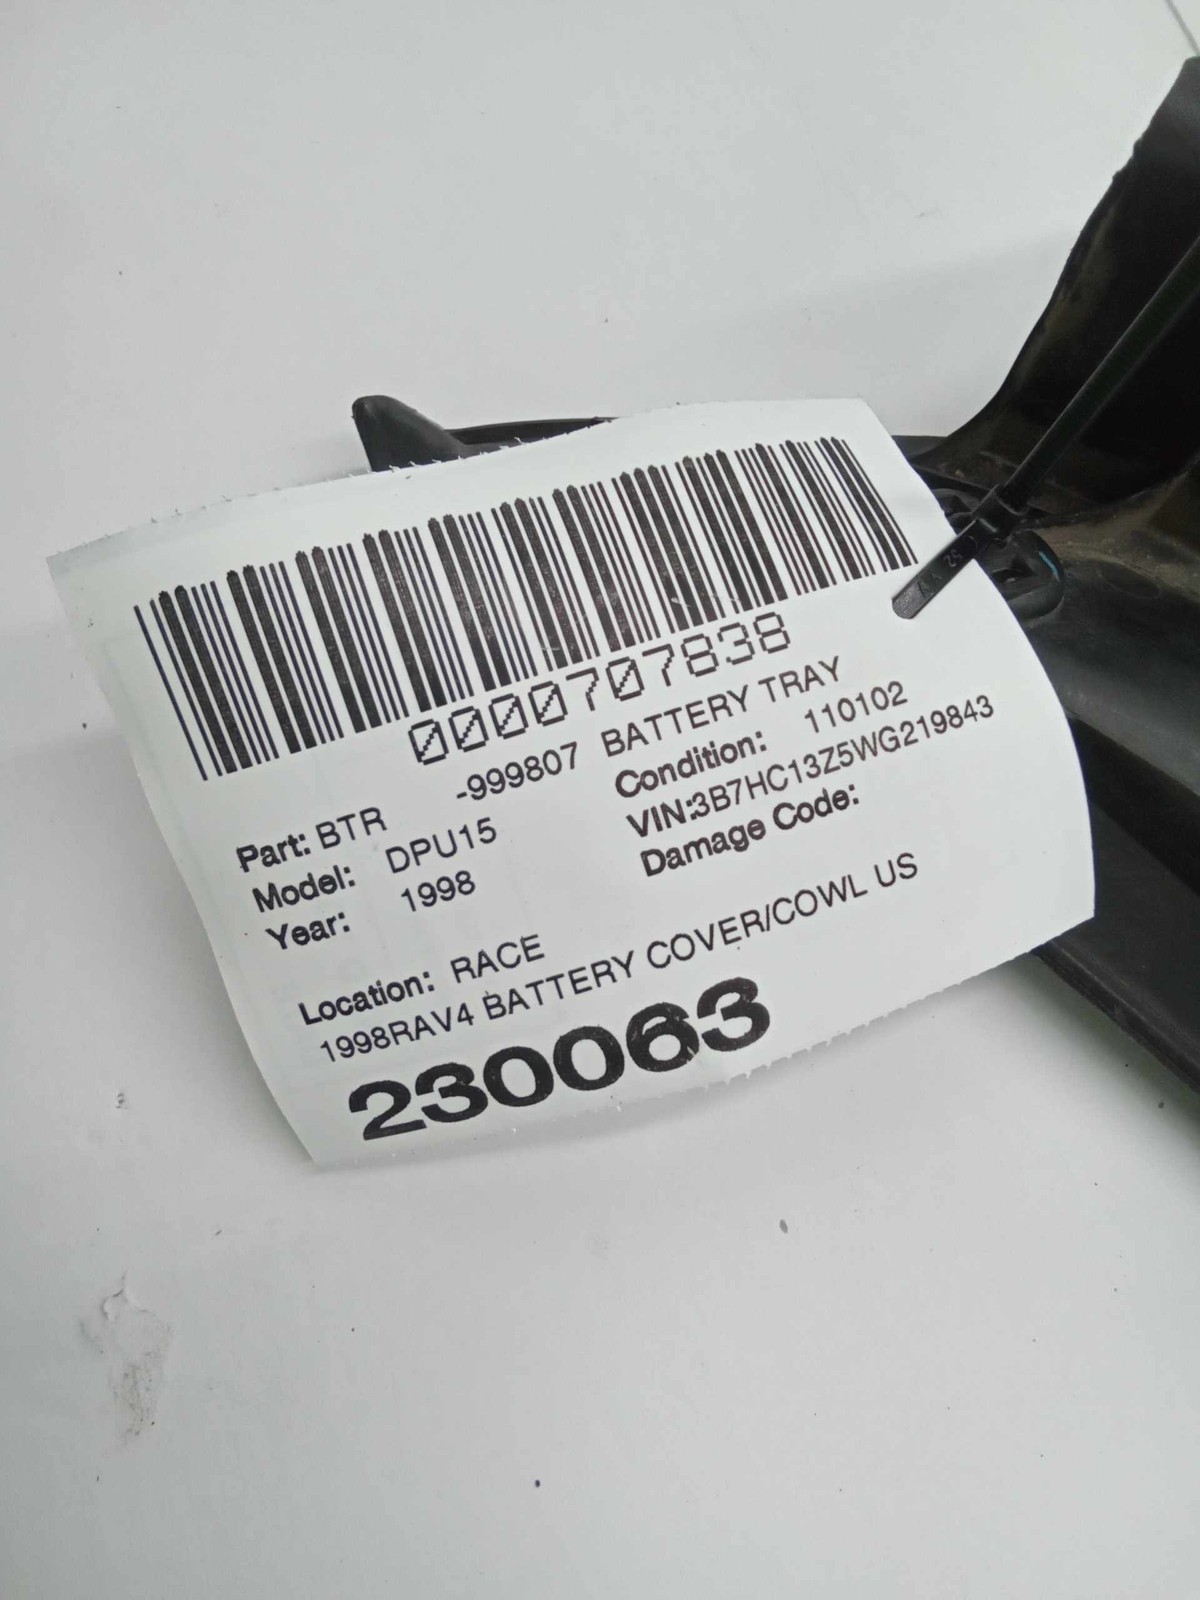 0000707838
Part: BTR -999807 BATTERY TRAY
Model: DPU15 Condition: 110102
Year: 1998 VIN:3B7HC13Z5WG219843
Damage Code:
Location: RACE
1998RAV4 BATTERY COVER/COWL US
230063
52